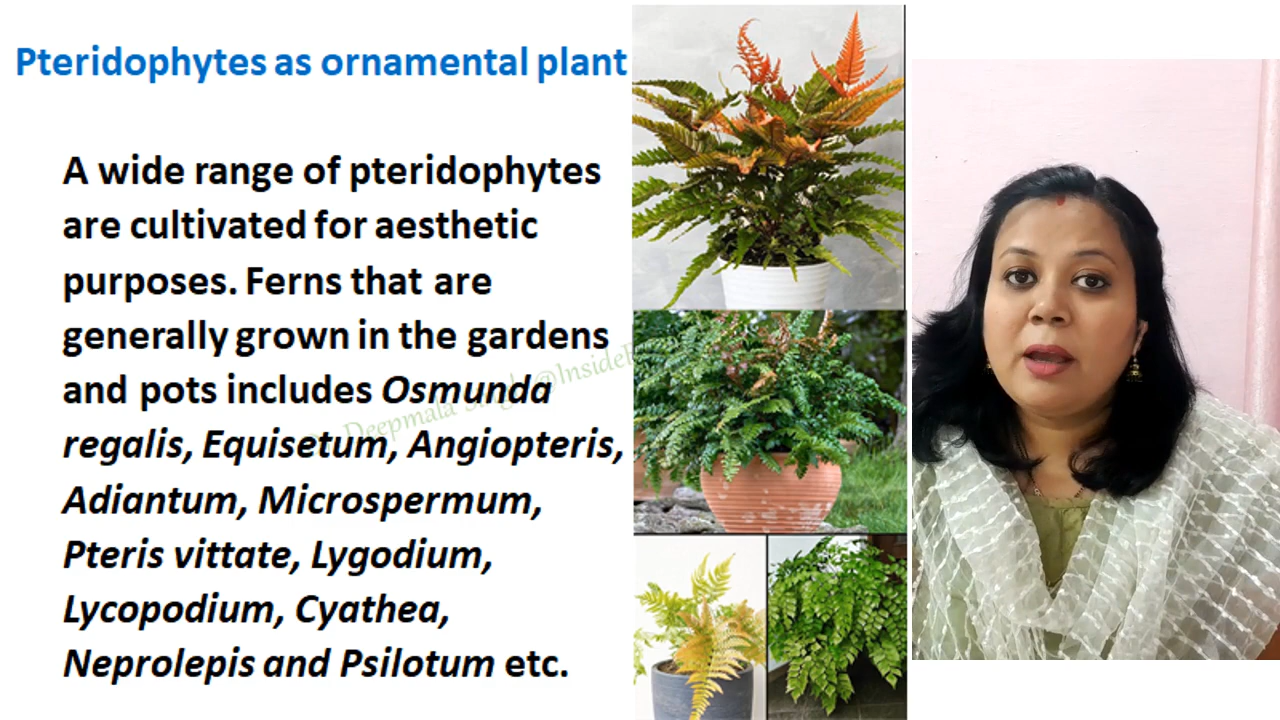 Pteridophytes as ornamental plant
A wide range of pteridophytes
are cultivated for aesthetic
purposes. Ferns that are
generally grown in the gardens
and pots includes Osmunda
regalis, Equisetum, Angiopteris,
Adiantum, Microspermum,
Pteris vittate, Lygodium,
Lycopodium, Cyathea,
Neprolepis and Psilotum etc.
Deepmala